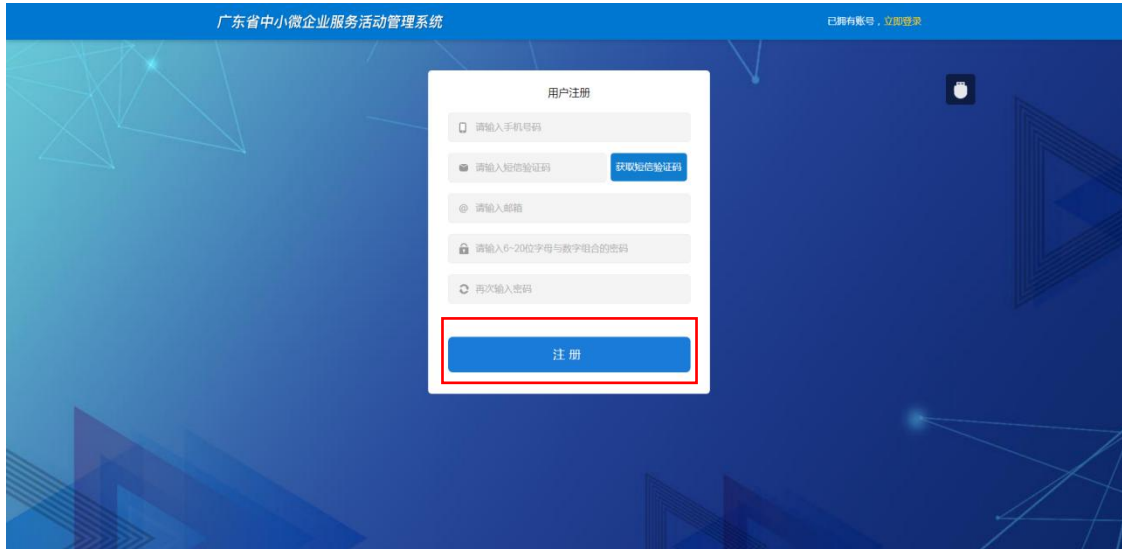 广东省中小微企业服务活动管理系统
已拥有账号，立即登录
用户注册
请输入手机号码
请输入短信验证码
获取短信验证码
请输入邮箱
请输入6~20位字母与数字组合的密码
再次输入密码
注 册